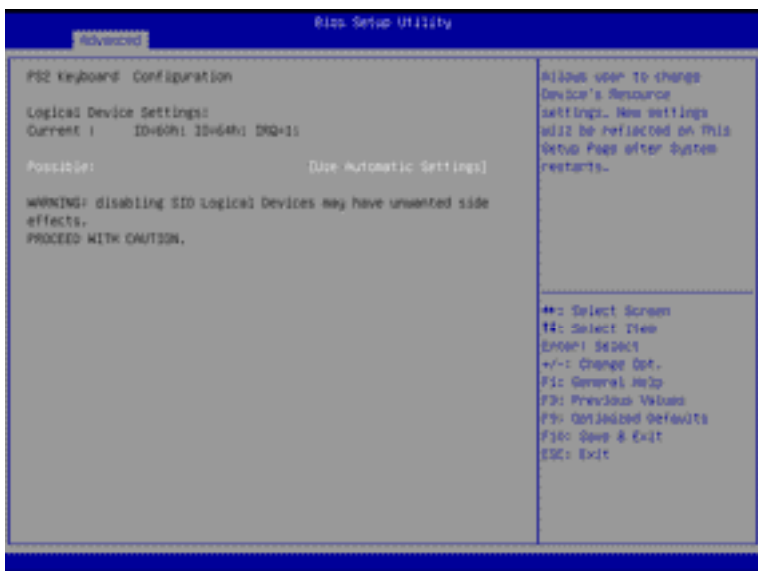 Bios Setup Utility
Advanced
PS2 Keyboard Configuration
Logical Device Settings:
Current : IO=60h; IO=64h; IRQ=1;
Possible: [Use Automatic Settings]
WARNING: disabling SIO Logical Devices may have unwanted side
effects.
PROCEED WITH CAUTION.
Allows user to change
Device's Resource
settings. New settings
will be reflected on This
Setup Page after System
restarts.
: Select Screen
: Select Item
Enter: Select
+/-: Change Opt.
F1: General Help
Previous Values
F9: Optimized Defaults
F10: Save & Exit
ESC: Exit